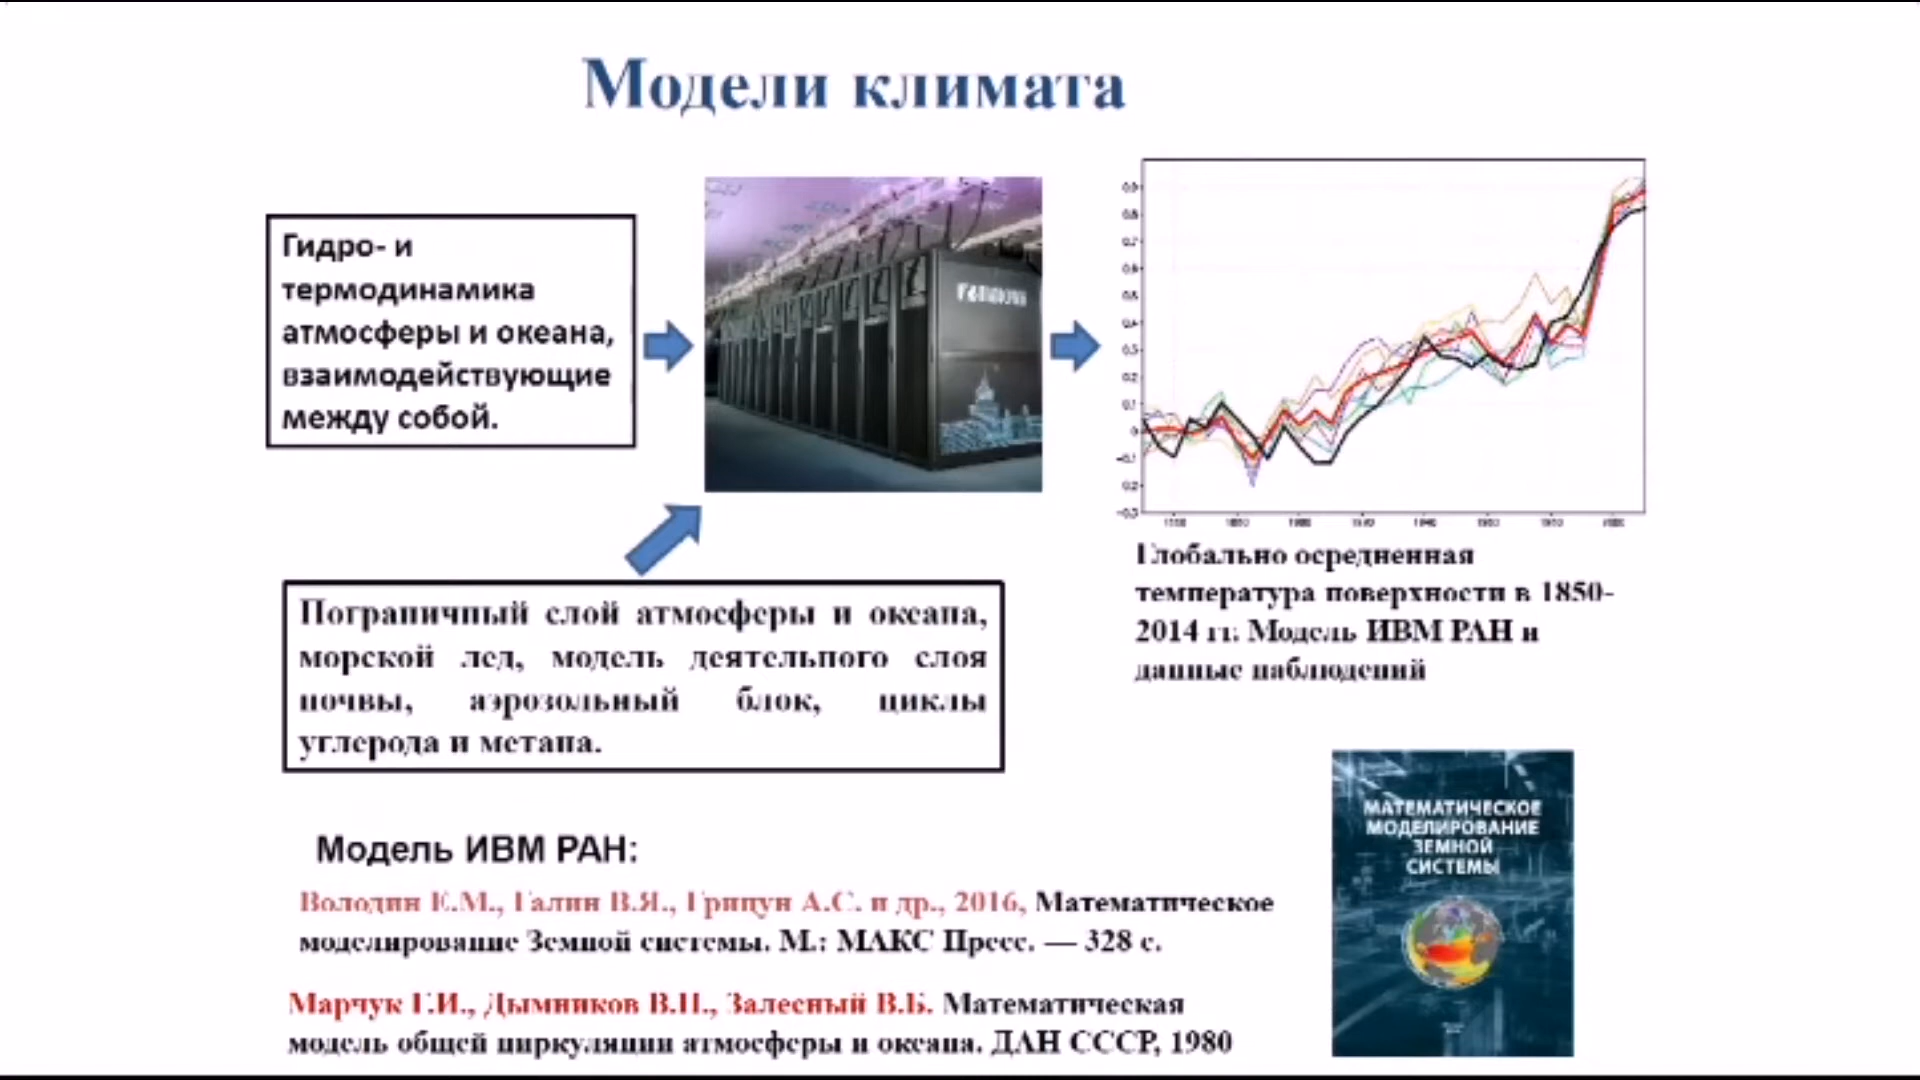 Модели климата
Гидро- и
термодинамика
атмосферы и океана,
взаимодействующие
между собой.
Пограничный слой атмосферы и океана,
морской лед, модель деятельного слоя
почвы, аэрозольный блок, циклы
углерода и метана.
Глобально осредненная
температура поверхности в 1850-
2014 гг. Модель ИВМ РАН и
данные наблюдений
МАТЕМАТИЧЕСКОЕ
МОДЕЛИРОВАНИЕ
ЗЕМНОЙ
СИСТЕМЫ
Модель ИВМ РАН:
Володин Е.М., Галин В.Я., Грицун А.С. и др., 2016, Математическое
моделирование Земной системы. М.: МАКС Пресс. — 328 с.
Марчук Г.И., Дымников В.П., Залесный В.Б. Математическая
модель общей циркуляции атмосферы и океана. ДАН СССР, 1980